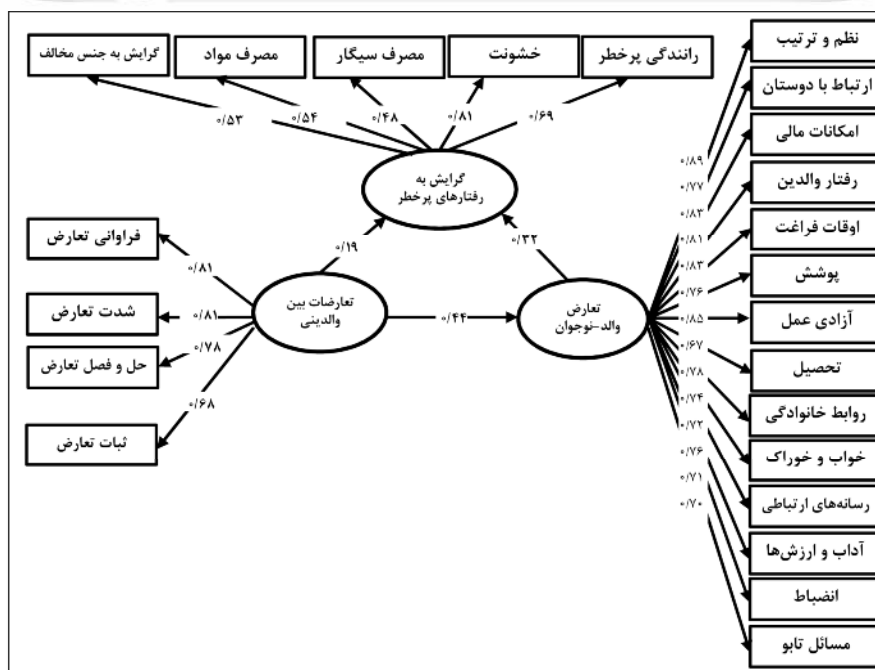 گرایش به جنس مخالف
مصرف مواد
مصرف سیگار
خشونت
رانندگی پرخطر
۰/۵۳
۰/۵۴
۰/۴۸
۰/۸۱
۰/۶۹
گرایش به
رفتارهای پرخطر
۰/۱۹
۰/۳۲
فراوانی تعارض
شدت تعارض
حل و فصل تعارض
ثبات تعارض
۰/۸۱
۰/۸۱
۰/۷۸
۰/۶۸
تعارضات بین
والدینی
۰/۴۴
تعارض
والد-نوجوان
۰/۸۹
۰/۷۷
۰/۸۳
۰/۸۱
۰/۸۳
۰/۷۶
۰/۸۵
۰/۶۷
۰/۷۸
۰/۷۴
۰/۷۲
۰/۷۶
۰/۷۱
۰/۷۰
نظم و ترتیب
ارتباط با دوستان
امکانات مالی
رفتار والدین
اوقات فراغت
پوشش
آزادی عمل
تحصیل
روابط خانوادگی
خواب و خوراک
رسانه‌های ارتباطی
آداب و ارزش‌ها
انضباط
مسائل تابو